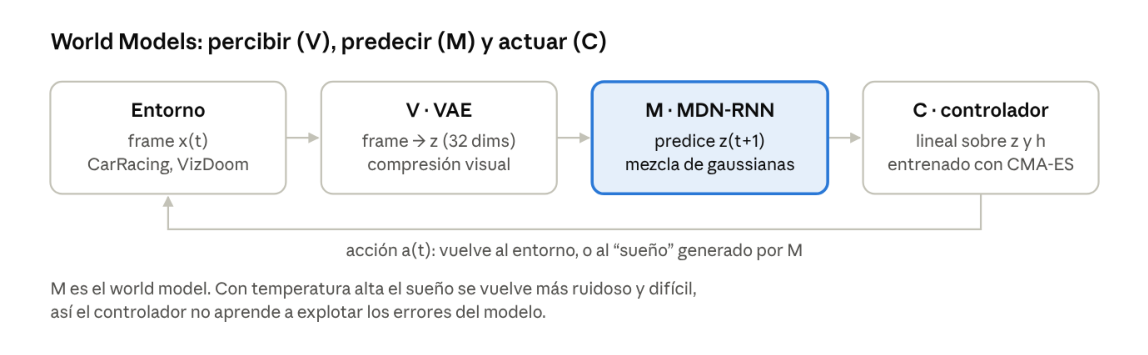 World Models: percibir (V), predecir (M) y actuar (C)
Entorno
frame x(t)
CarRacing, VizDoom
V · VAE
frame → z (32 dims)
compresión visual
M · MDN-RNN
predice z(t+1)
mezcla de gaussianas
C · controlador
lineal sobre z y h
entrenado con CMA-ES
acción a(t): vuelve al entorno, o al “sueño” generado por M
M es el world model. Con temperatura alta el sueño se vuelve más ruidoso y difícil,
así el controlador no aprende a explotar los errores del modelo.